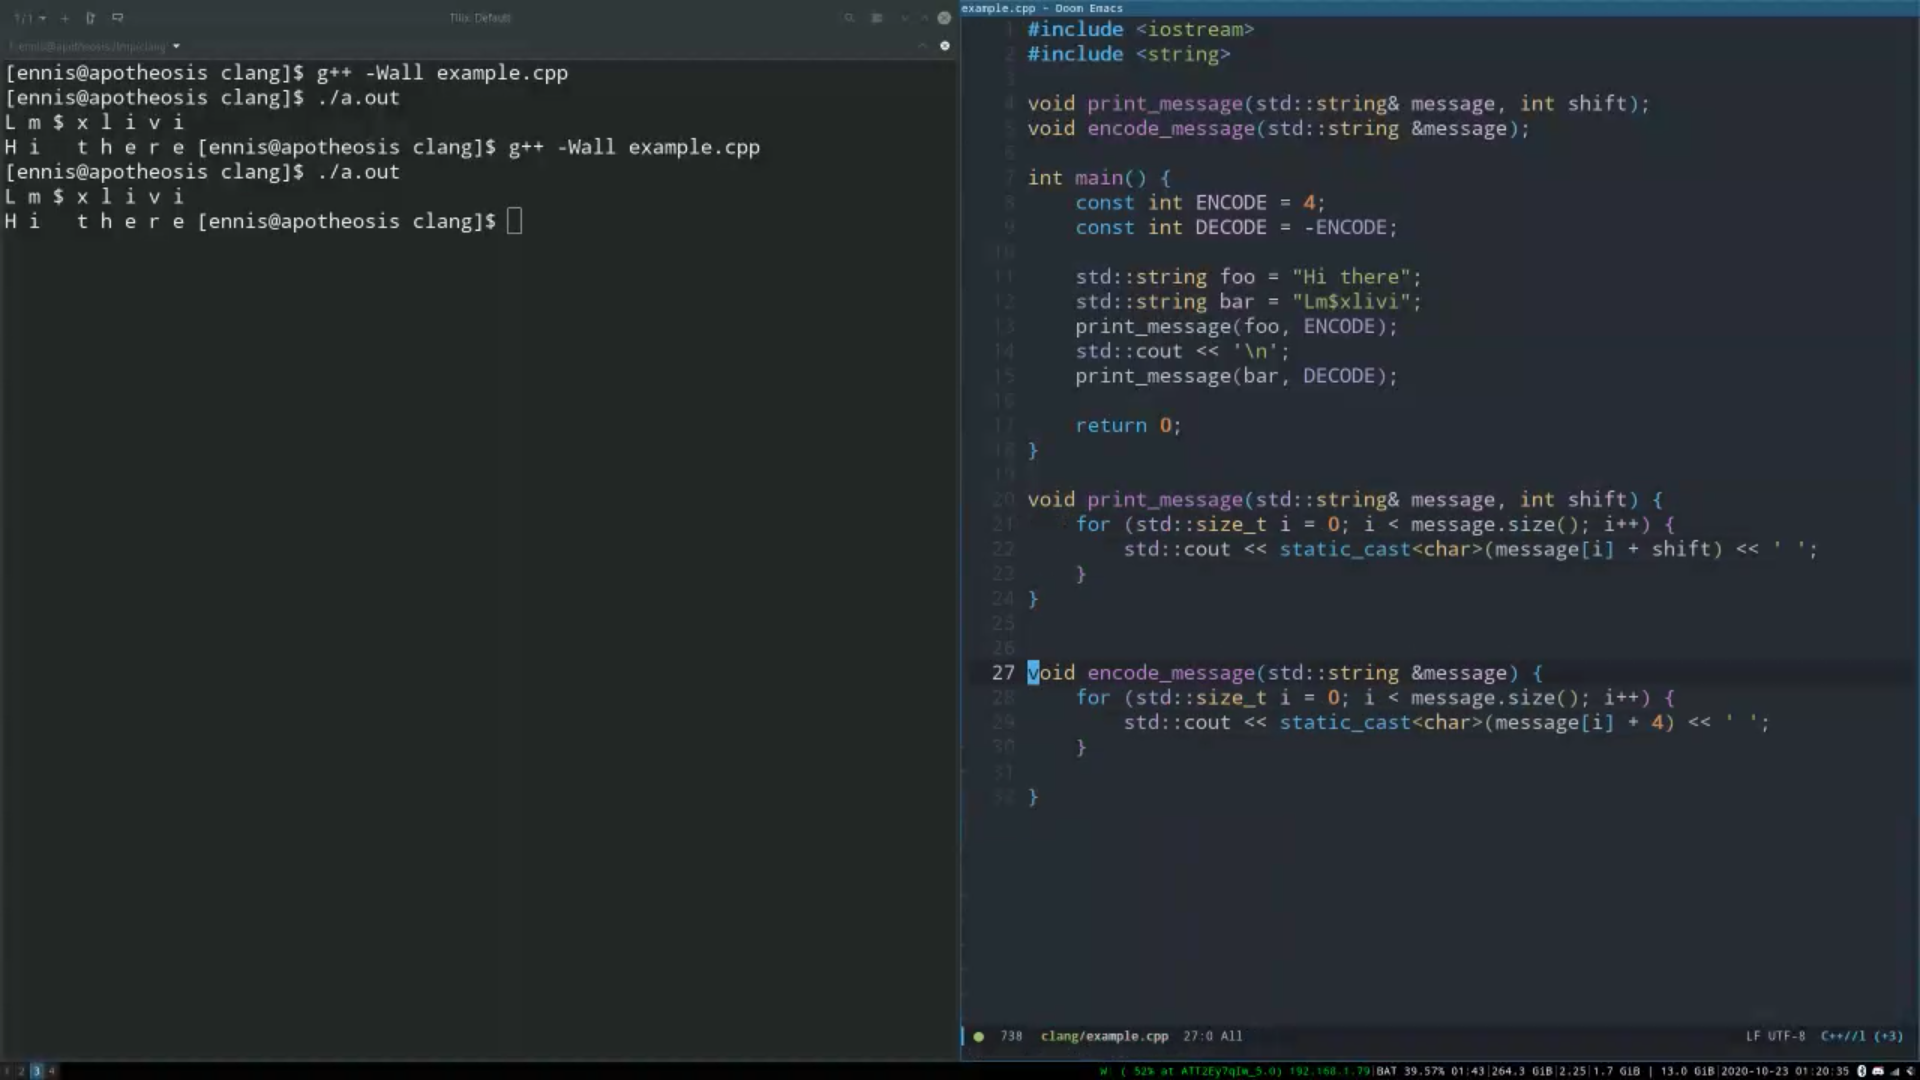 1/1
Tilix: Default
[ennis@apotheosis clang]$ g++ -Wall example.cpp
[ennis@apotheosis clang]$ ./a.out
L m $ x l i v i
H i   t h e r e [ennis@apotheosis clang]$ g++ -Wall example.cpp
[ennis@apotheosis clang]$ ./a.out
L m $ x l i v i
H i   t h e r e [ennis@apotheosis clang]$
example.cpp - Doom Emacs
1 #include <iostream>
2 #include <string>
3
4 void print_message(std::string& message, int shift);
5 void encode_message(std::string &message);
6
7 int main() {
8     const int ENCODE = 4;
9     const int DECODE = -ENCODE;
10
11     std::string foo = "Hi there";
12     std::string bar = "Lm$xlivi";
13     print_message(foo, ENCODE);
14     std::cout << '\n';
15     print_message(bar, DECODE);
16
17     return 0;
18 }
19
20 void print_message(std::string& message, int shift) {
21     for (std::size_t i = 0; i < message.size(); i++) {
22         std::cout << static_cast<char>(message[i] + shift) << ' ';
23     }
24 }
25
26
27 void encode_message(std::string &message) {
28     for (std::size_t i = 0; i < message.size(); i++) {
29         std::cout << static_cast<char>(message[i] + 4) << ' ';
30     }
31
32 }
738 clang/example.cpp 27:0 All LF UTF-8 C++//l (+3)
1 2 3 4 W: ( 52% at ATT2Ey7qIw_5.0) 192.168.1.79|BAT 39.57% 01:43|264.3 GiB|2.25|1.7 GiB | 13.0 GiB|2020-10-23 01:20:35